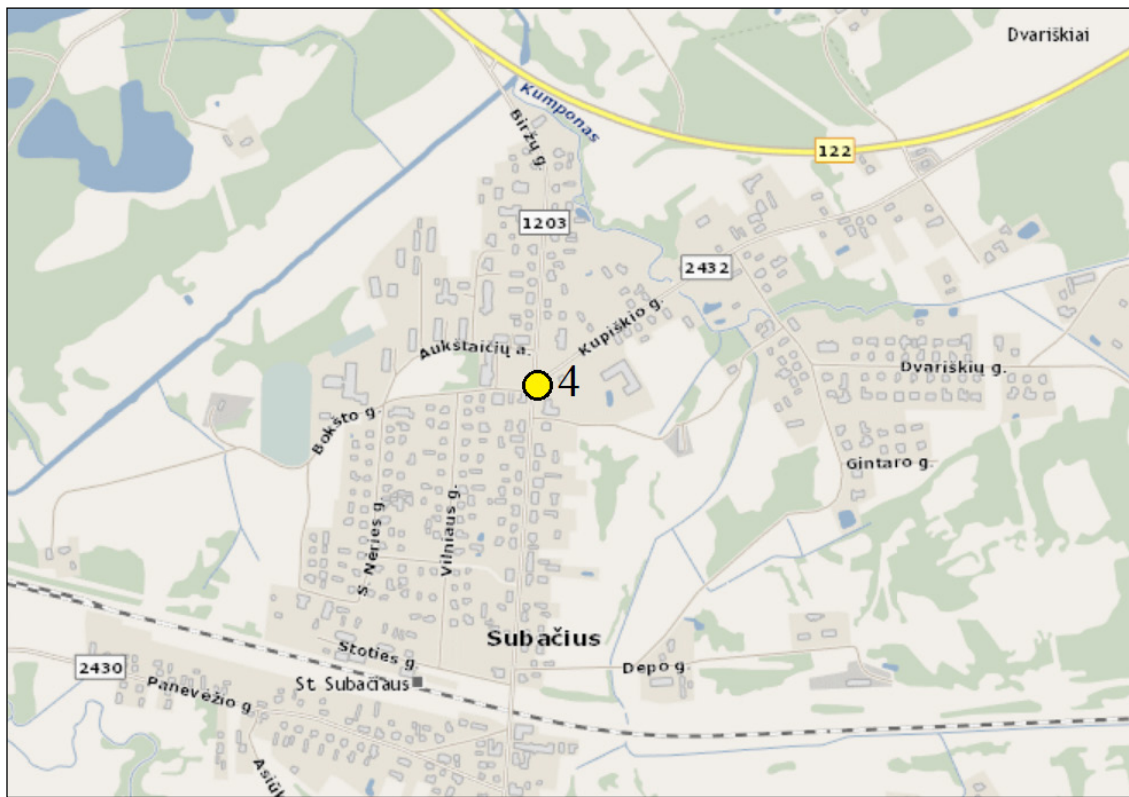 Dvariškiai
Kumponas
Biržų g.
122
1203
2432
Kupiškio g.
Aukštaičių a.
Dvariškių g.
4
Bokšto g.
Gintaro g.
Vilniaus g.
S. Nėries g.
Subačius
Stoties g.
Depo g.
2430
St. Subačiaus
Panevėžio g.
Asiūk